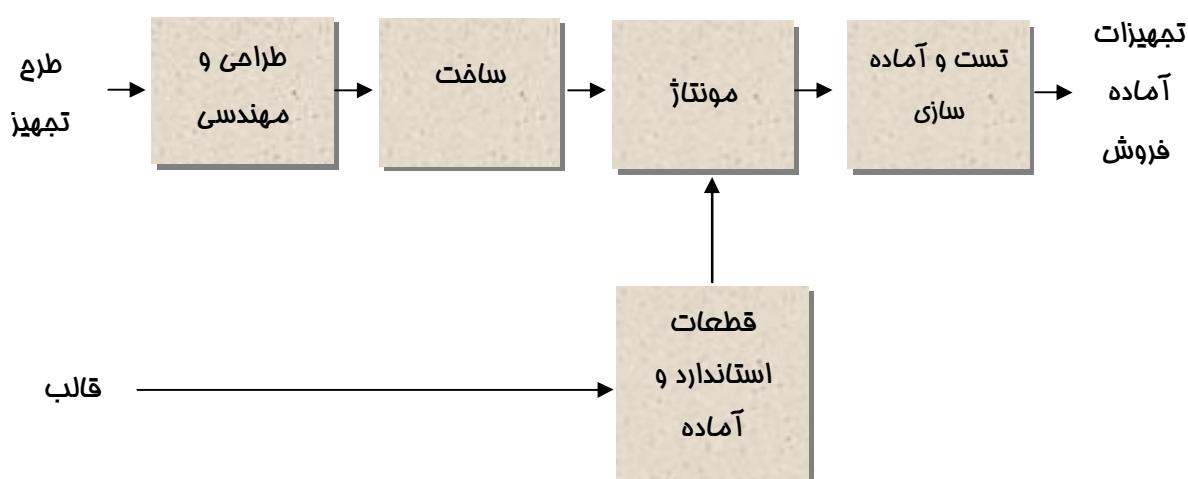 طرح
تجهیز
طراحی و
مهندسی
ساخت
مونتاژ
تست و آماده
سازی
تجهیزات
آماده
فروش
قالب
قطعات
استاندارد و
آماده